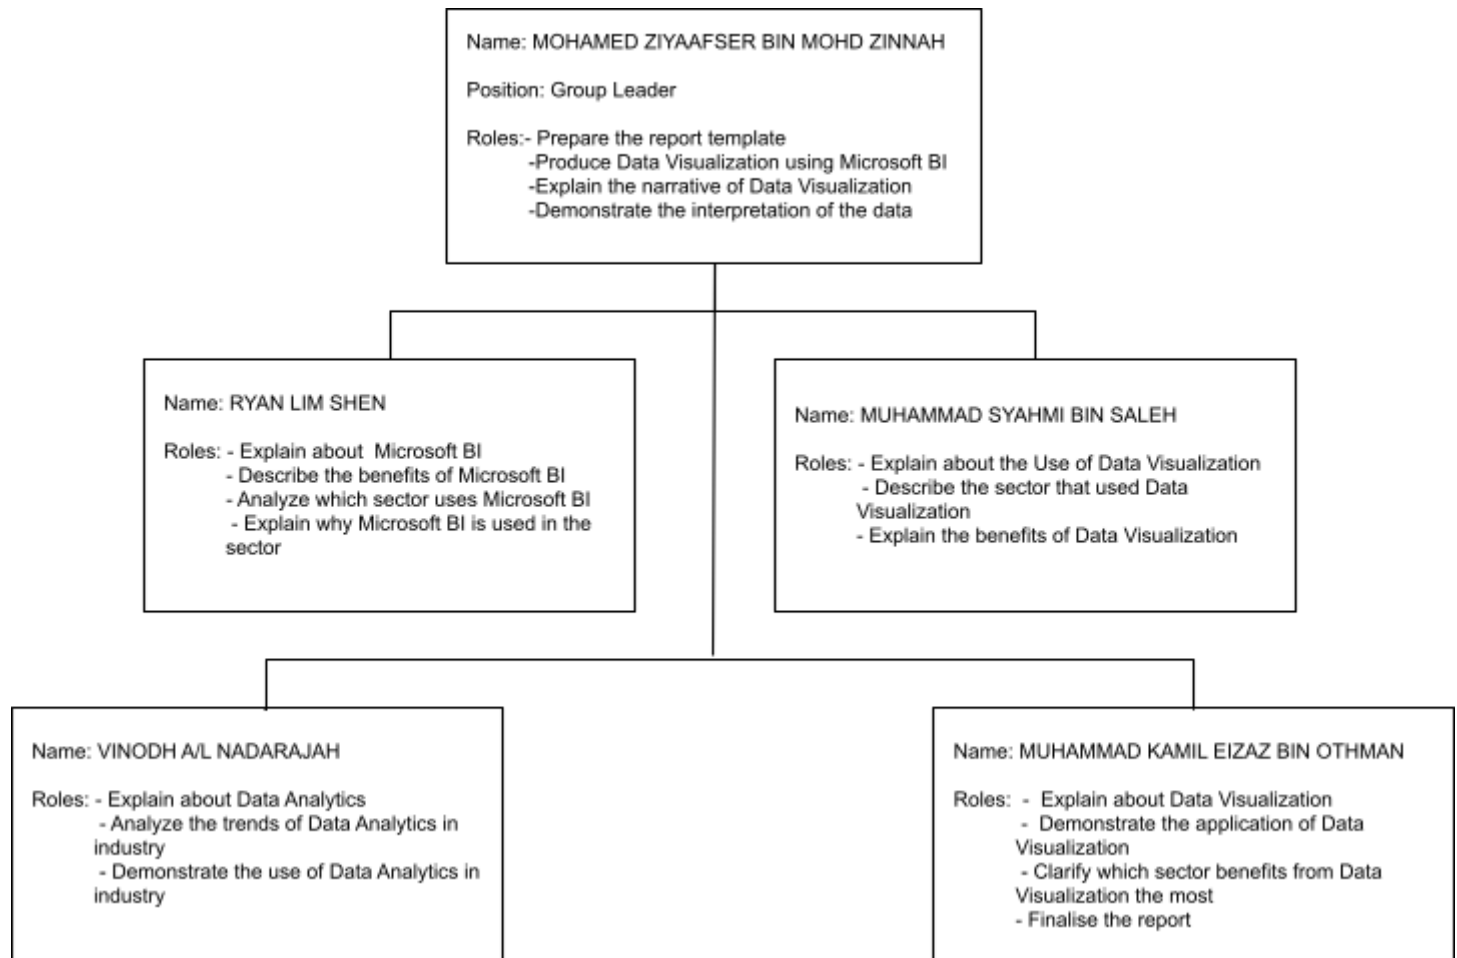 Name: MOHAMED ZIYAAFSER BIN MOHD ZINNAH
Position: Group Leader
Roles:- Prepare the report template
-Produce Data Visualization using Microsoft BI
-Explain the narrative of Data Visualization
-Demonstrate the interpretation of the data
Name: RYAN LIM SHEN
Roles: - Explain about  Microsoft BI
- Describe the benefits of Microsoft BI
- Analyze which sector uses Microsoft BI
- Explain why Microsoft BI is used in the
sector
Name: MUHAMMAD SYAHMI BIN SALEH
Roles: - Explain about the Use of Data Visualization
- Describe the sector that used Data
Visualization
- Explain the benefits of Data Visualization
Name: VINODH A/L NADARAJAH
Roles: - Explain about Data Analytics
- Analyze the trends of Data Analytics in
industry
- Demonstrate the use of Data Analytics in
industry
Name: MUHAMMAD KAMIL EIZAZ BIN OTHMAN
Roles:  -  Explain about Data Visualization
-  Demonstrate the application of Data
Visualization
- Clarify which sector benefits from Data
Visualization the most
- Finalise the report